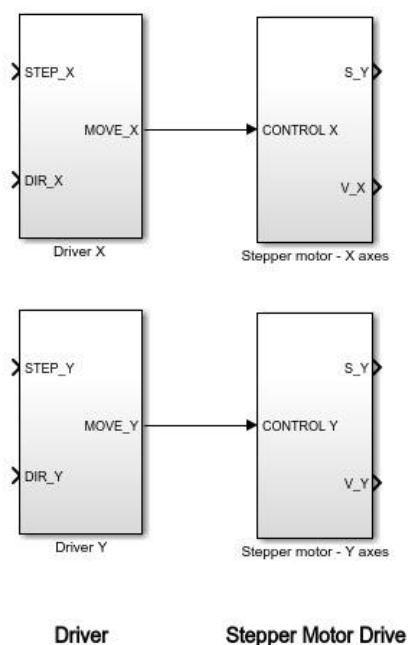 STEP_X
S_Y
MOVE_X
CONTROL X
DIR_X
V_X
Driver X
Stepper motor - X axes
STEP_Y
S_Y
MOVE_Y
CONTROL Y
DIR_Y
V_Y
Driver Y
Stepper motor - Y axes
Driver
Stepper Motor Drive